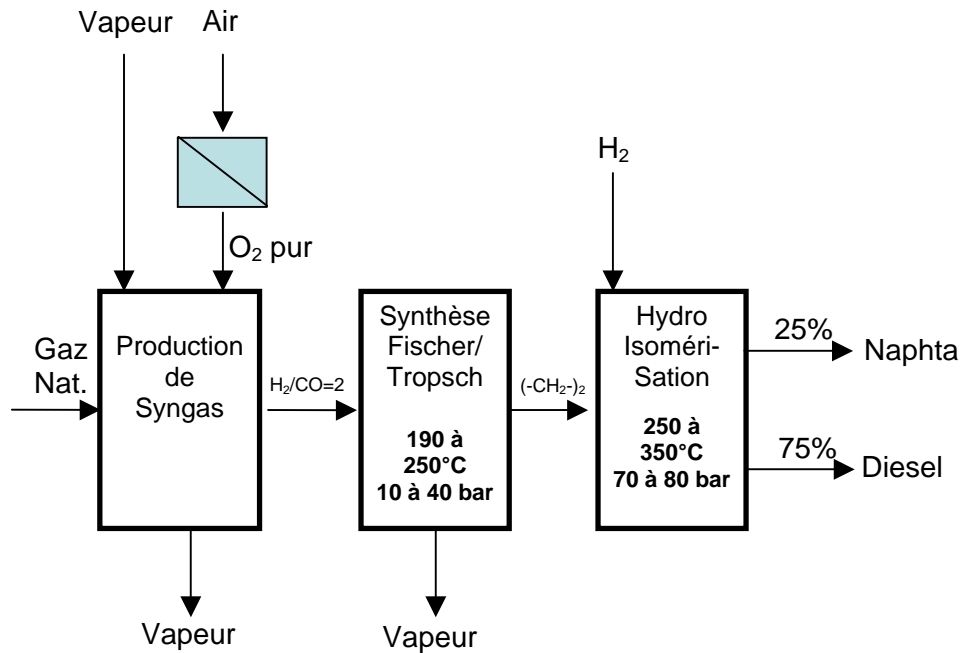 Vapeur
Air
O₂ pur
H₂
Gaz
Nat.
Production
de
Syngas
H₂/CO=2
Synthèse
Fischer/
Tropsch
190 à
250°C
10 à 40 bar
(-CH₂-)₂
Hydro
Isoméri-
Sation
250 à
350°C
70 à 80 bar
25%
Naphta
75%
Diesel
Vapeur
Vapeur